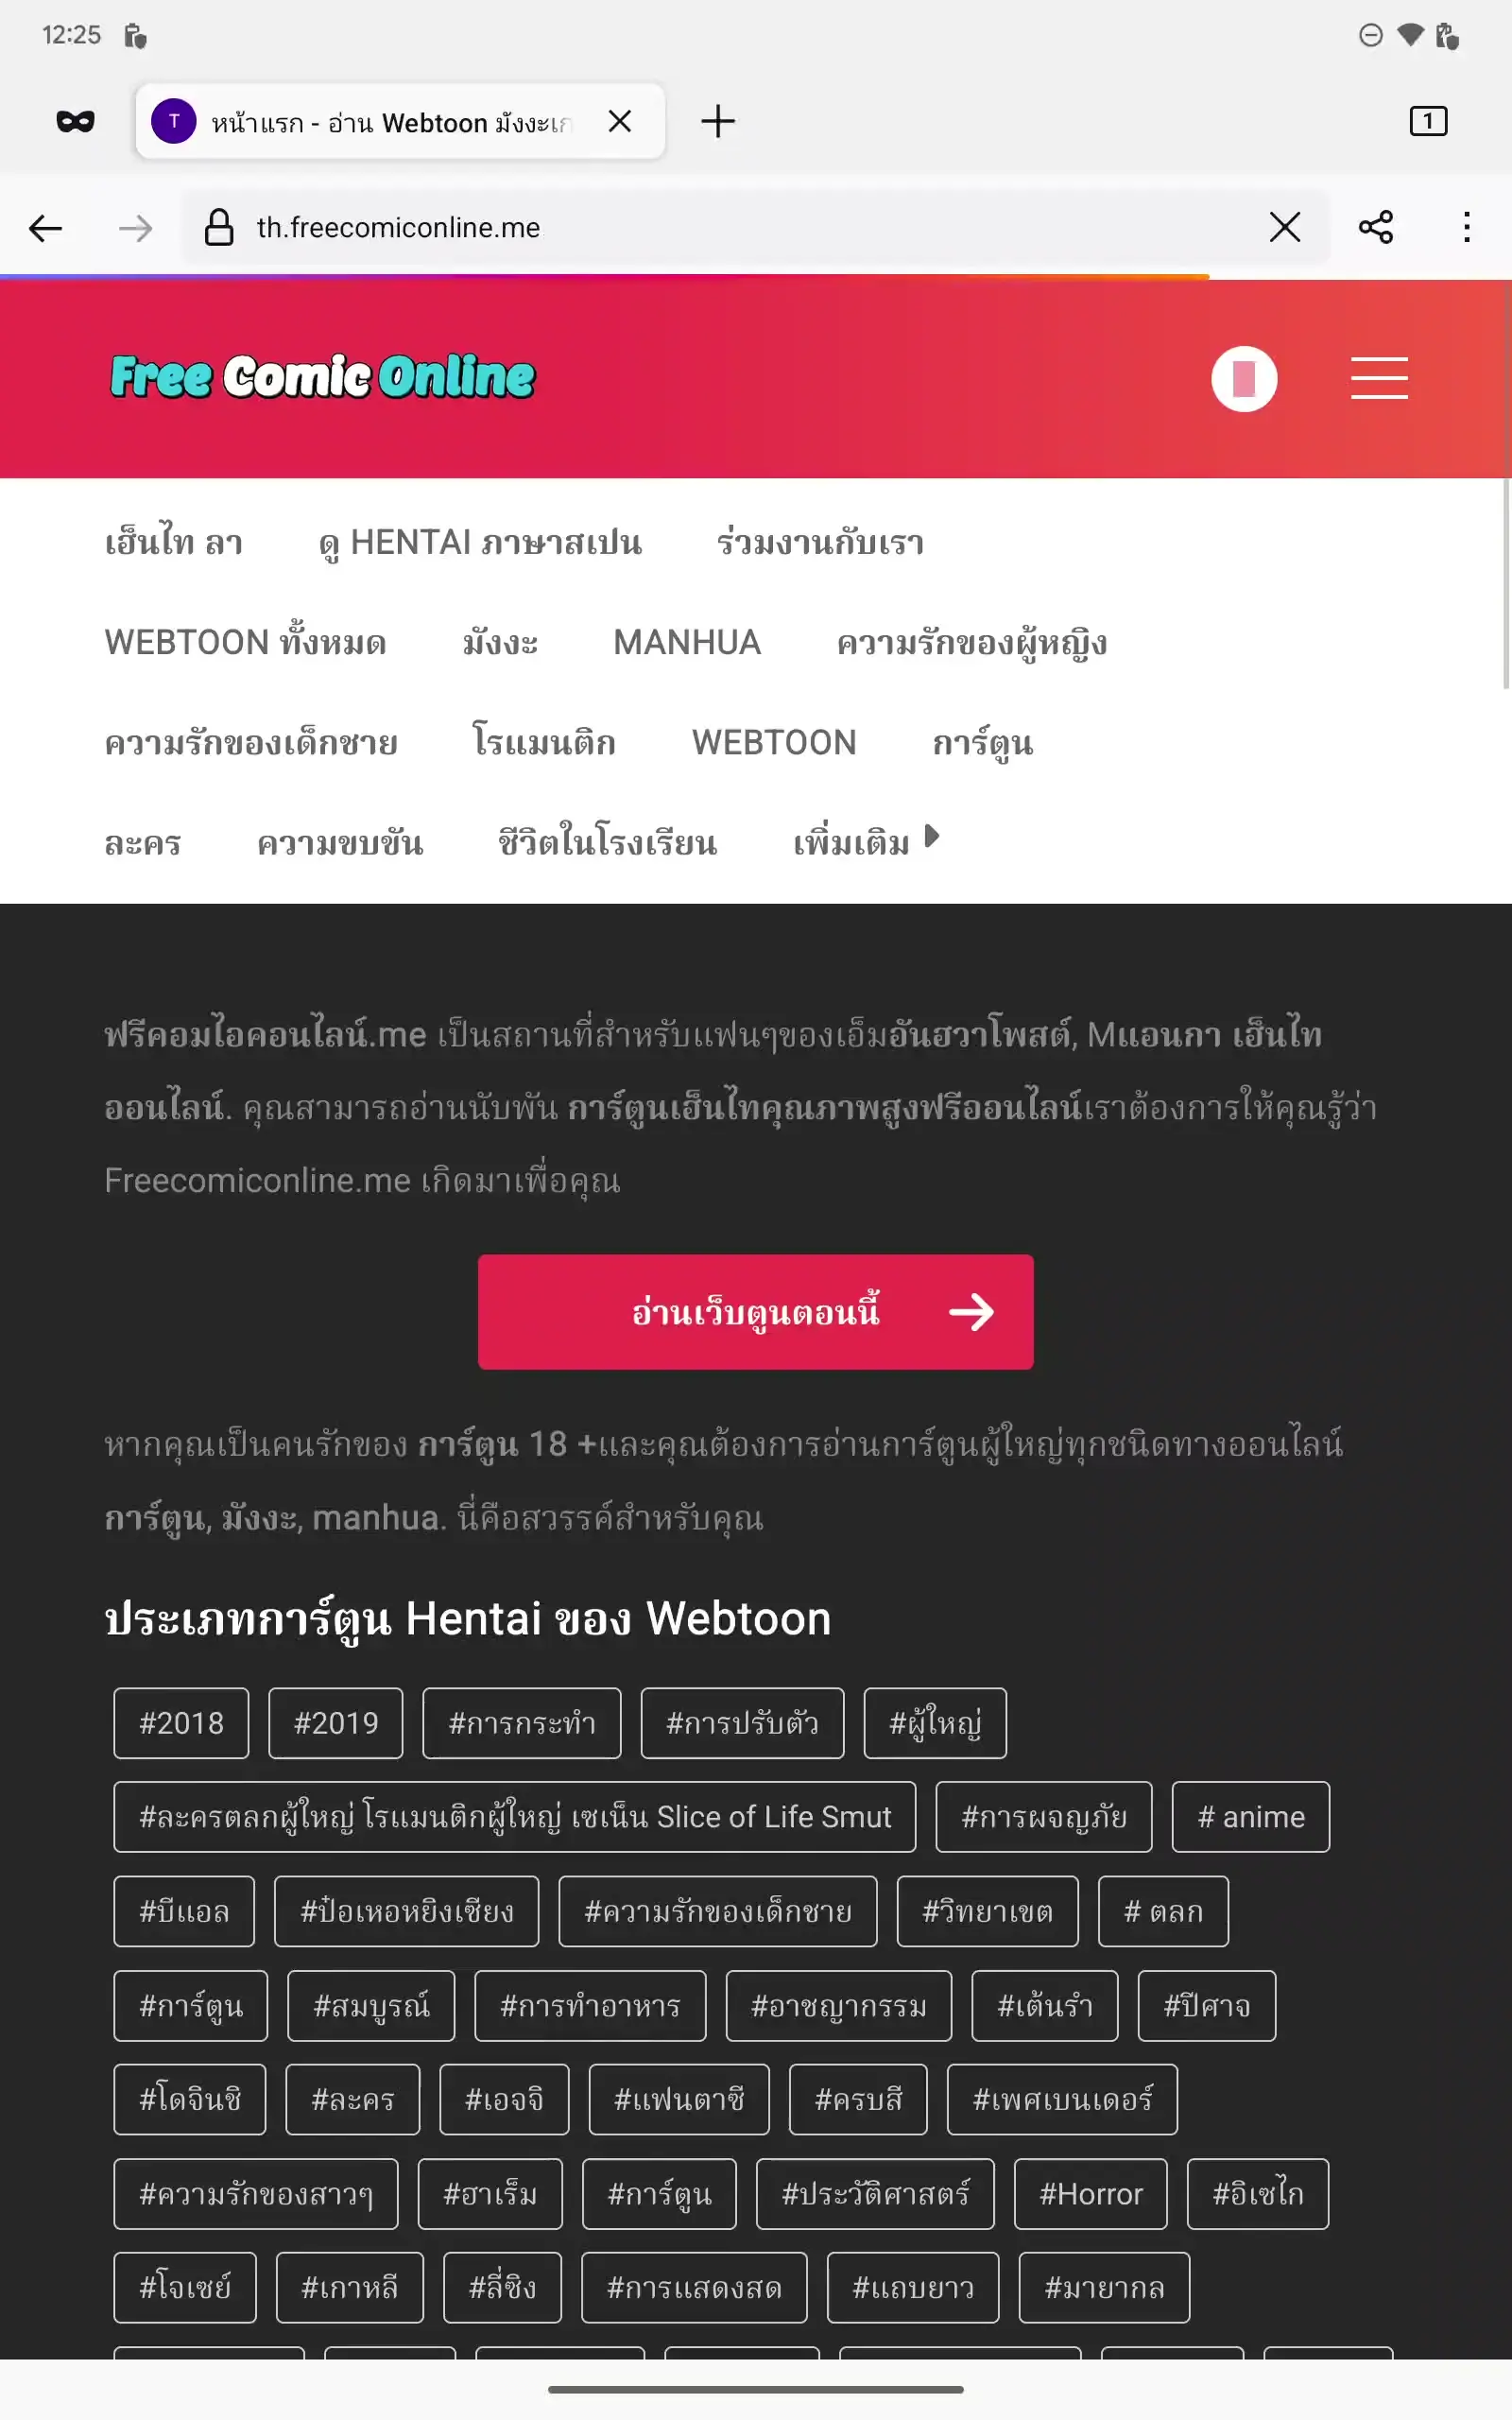 12:25
T หน้าแรก - อ่าน Webtoon มังงะเก
1
th.freecomiconline.me
Free Comic Online
เฮ็นไท ลา ดู HENTAI ภาษาสเปน ร่วมงานกับเรา
WEBTOON ทั้งหมด มังงะ MANHUA ความรักของผู้หญิง
ความรักของเด็กชาย โรแมนติก WEBTOON การ์ตูน
ละคร ความขบขัน ชีวิตในโรงเรียน เพิ่มเติม
ฟรีคอมไอคอนไลน์.me เป็นสถานที่สำหรับแฟนๆของเอ็มอันฮวาโพสต์, Mแอนกา เฮ็นไท
ออนไลน์. คุณสามารถอ่านนับพัน การ์ตูนเฮ็นไทคุณภาพสูงฟรีออนไลน์เราต้องการให้คุณรู้ว่า
Freecomiconline.me เกิดมาเพื่อคุณ
อ่านเว็บตูนตอนนี้
หากคุณเป็นคนรักของ การ์ตูน 18 +และคุณต้องการอ่านการ์ตูนผู้ใหญ่ทุกชนิดทางออนไลน์
การ์ตูน, มังงะ, manhua. นี่คือสวรรค์สำหรับคุณ
ประเภทการ์ตูน Hentai ของ Webtoon
#2018 #2019 #การกระทำ #การปรับตัว #ผู้ใหญ่
#ละครตลกผู้ใหญ่ โรแมนติกผู้ใหญ่ เซเน็น Slice of Life Smut #การผจญภัย # anime
#บีแอล #ป๋อเหอหยิงเซียง #ความรักของเด็กชาย #วิทยาเขต # ตลก
#การ์ตูน #สมบูรณ์ #การทำอาหาร #อาชญากรรม #เต้นรำ #ปีศาจ
#โดจินชิ #ละคร #เอจจิ #แฟนตาซี #ครบสี #เพศเบนเดอร์
#ความรักของสาวๆ #ฮาเร็ม #การ์ตูน #ประวัติศาสตร์ #Horror #อิเซไก
#โจเซย์ #เกาหลี #ลี่ซิง #การแสดงสด #แถบยาว #มายากล